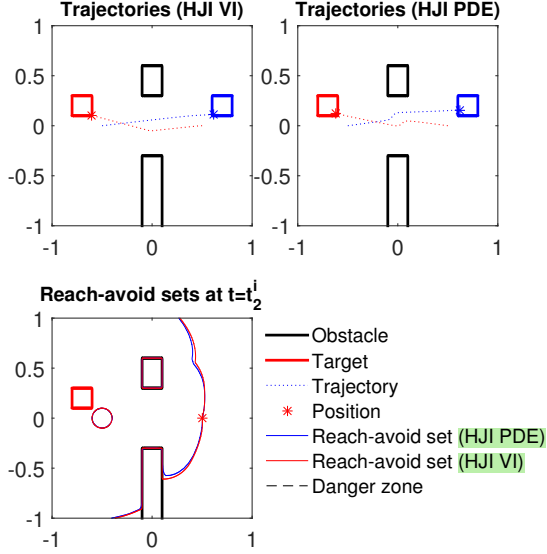 Trajectories (HJI VI)
Trajectories (HJI PDE)
1
0.5
0
-0.5
-1
-1
0
1
1
0.5
0
-0.5
-1
-1
0
1
Reach-avoid sets at t=t₂ⁱ
1
0.5
0
-0.5
-1
-1
0
1
Obstacle
Target
Trajectory
Position
Reach-avoid set (HJI PDE)
Reach-avoid set (HJI VI)
Danger zone